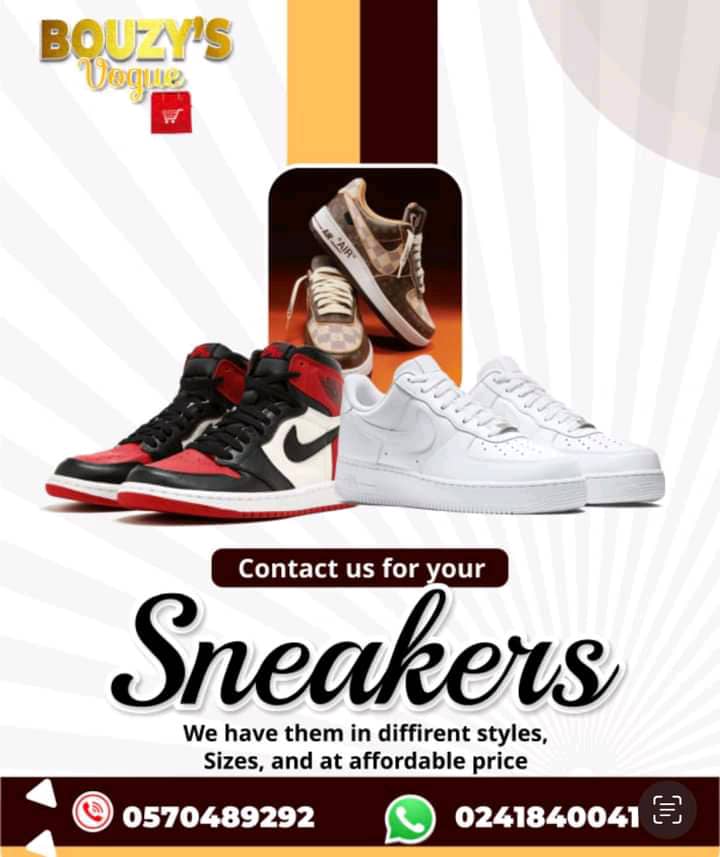 BOUZY'S
Vogue
AIR "AIR"
Contact us for your
Sneakers
We have them in diffirent styles,
Sizes, and at affordable price
0570489292
0241840041